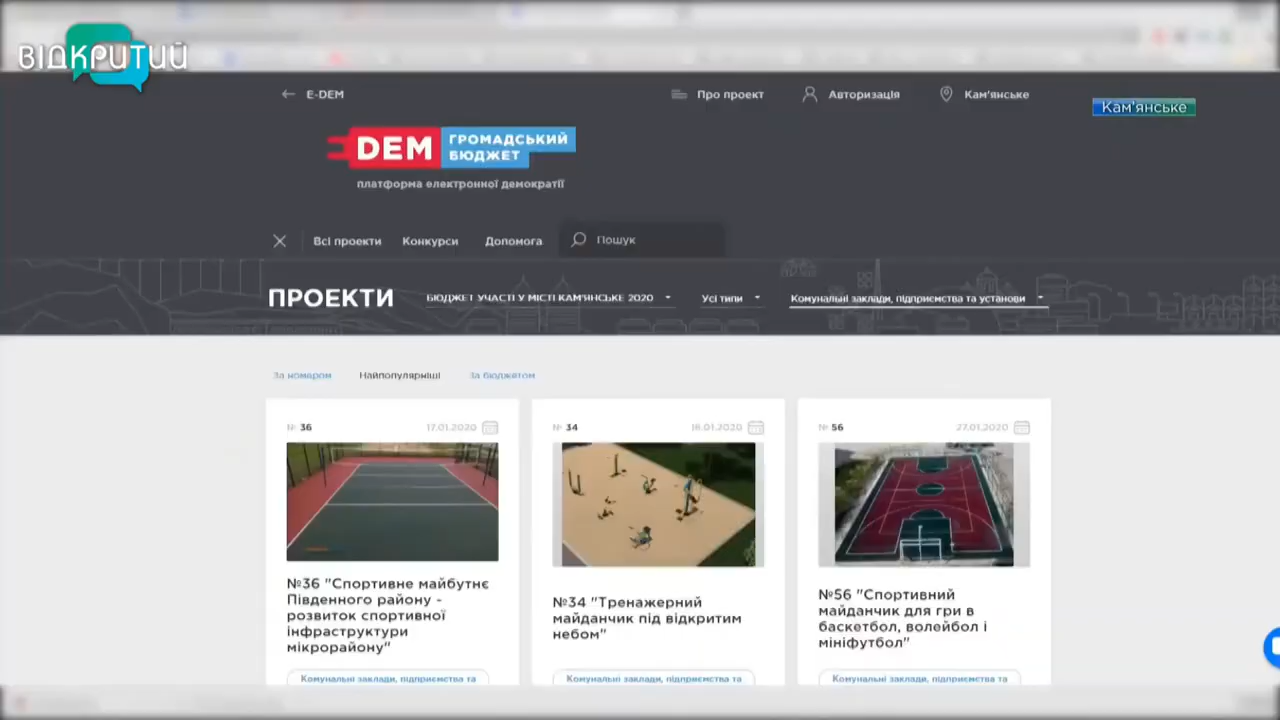 ВІДКРИТИЙ
E-DEM
Про проект
Авторизація
Кам'янське
Кам'янське
DEM ГРОМАДСЬКИЙ
БЮДЖЕТ
платформа електронної демократії
Всі проекти
Конкурси
Допомога
Пошук
ПРОЕКТИ
БЮДЖЕТ УЧАСТІ У МІСТІ КАМ'ЯНСЬКЕ 2020
Усі типи
Комунальні заклади, підприємства та установи
За номером
Найпопулярніші
За бюджетом
№ 36
17.01.2020
№ 34
16.01.2020
№ 56
27.01.2020
№36 "Спортивне майбутнє
Південного району -
розвиток спортивної
інфраструктури
мікрорайону"
№34 "Тренажерний
майданчик під відкритим
небом"
№56 "Спортивний
майданчик для гри в
баскетбол, волейбол і
мініфутбол"
Комунальні заклади, підприємства та
Комунальні заклади, підприємства та
Комунальні заклади, підприємства та